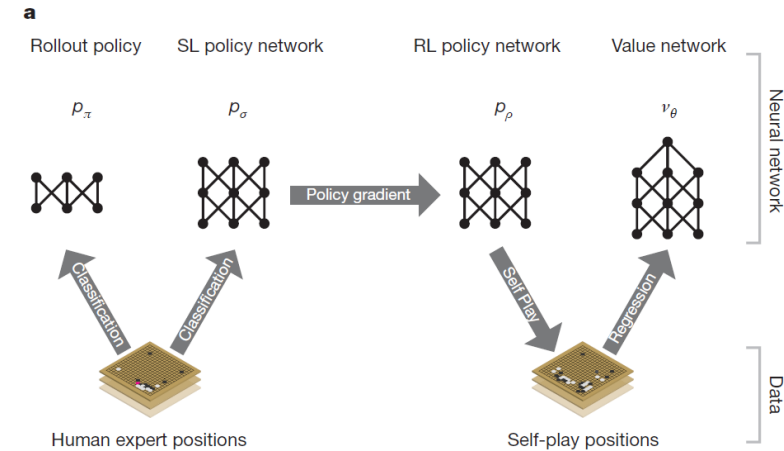 a
Rollout policy
SL policy network
RL policy network
Value network
pπ
pσ
pρ
νθ
Neural network
Policy gradient
Classification
Classification
Self Play
Regression
Data
Human expert positions
Self-play positions